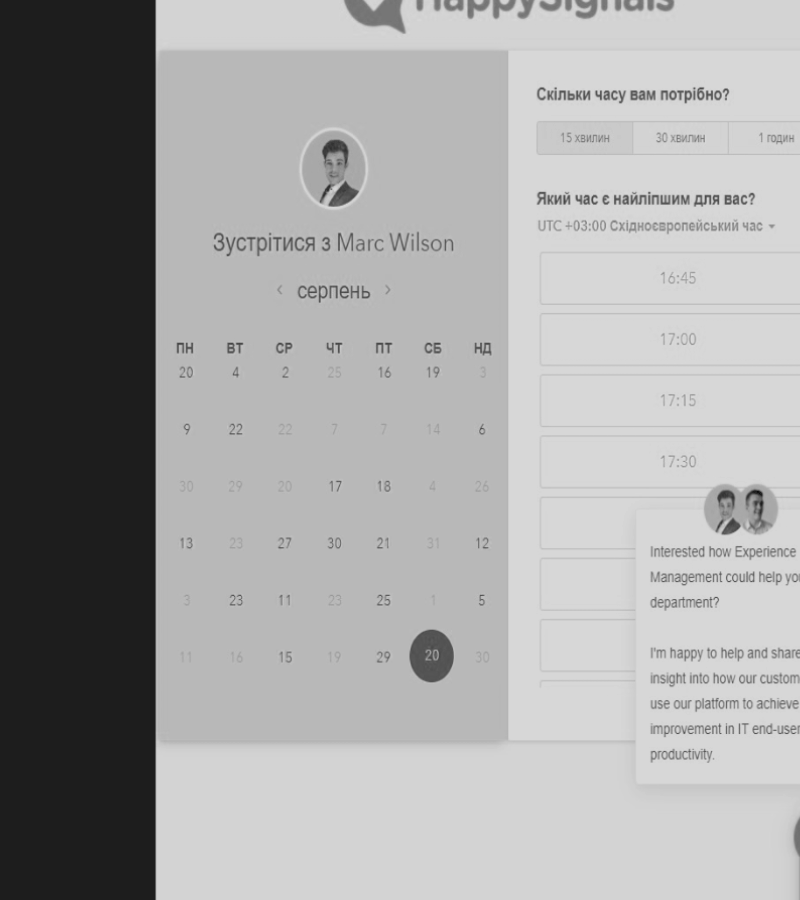 HappySignals
Зустрітися з Marc Wilson
‹ серпень ›
ПН ВТ СР ЧТ ПТ СБ НД
20 4 2 25 16 19 3
9 22 22 7 7 14 6
30 29 20 17 18 4 26
13 23 27 30 21 31 12
3 23 11 23 25 1 5
11 16 15 19 29 20 30
Скільки часу вам потрібно?
15 хвилин 30 хвилин 1 годин
Який час є найліпшим для вас?
UTC +03:00 Східноєвропейський час
16:45
17:00
17:15
17:30
Interested how Experience
Management could help you
department?
I'm happy to help and share
insight into how our custom
use our platform to achieve
improvement in IT end-user
productivity.